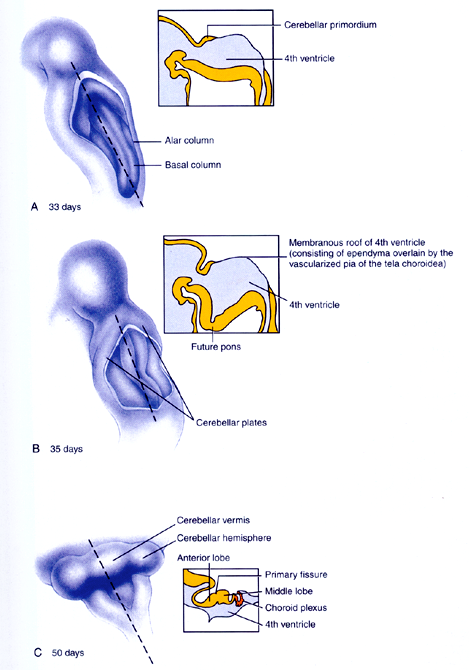 Cerebellar primordium
4th ventricle
Alar column
Basal column
A 33 days
Membranous roof of 4th ventricle
(consisting of ependyma overlain by the
vascularized pia of the tela choroidea)
4th ventricle
Future pons
Cerebellar plates
B 35 days
Cerebellar vermis
Cerebellar hemisphere
Anterior lobe
Primary fissure
Middle lobe
Choroid plexus
4th ventricle
C 50 days